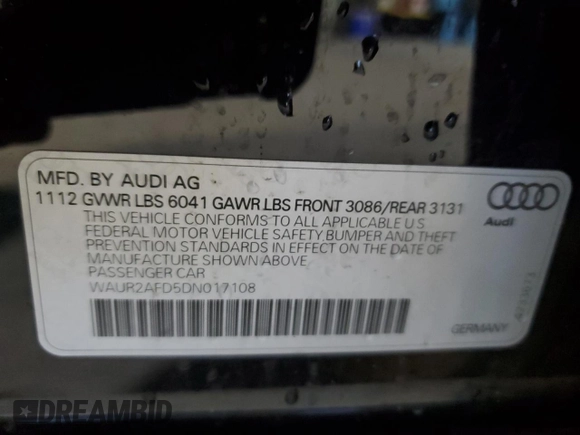 MFD. BY AUDI AG
1112 GVWR LBS 6041 GAWR LBS FRONT 3086/REAR 3131
THIS VEHICLE CONFORMS TO ALL APPLICABLE U S
FEDERAL MOTOR VEHICLE SAFETY, BUMPER AND THEFT
PREVENTION STANDARDS IN EFFECT ON THE DATE OF
MANUFACTURE SHOWN ABOVE
PASSENGER CAR
WAUR2AFD5DN017108
Audi
GERMANY
DREAMBID